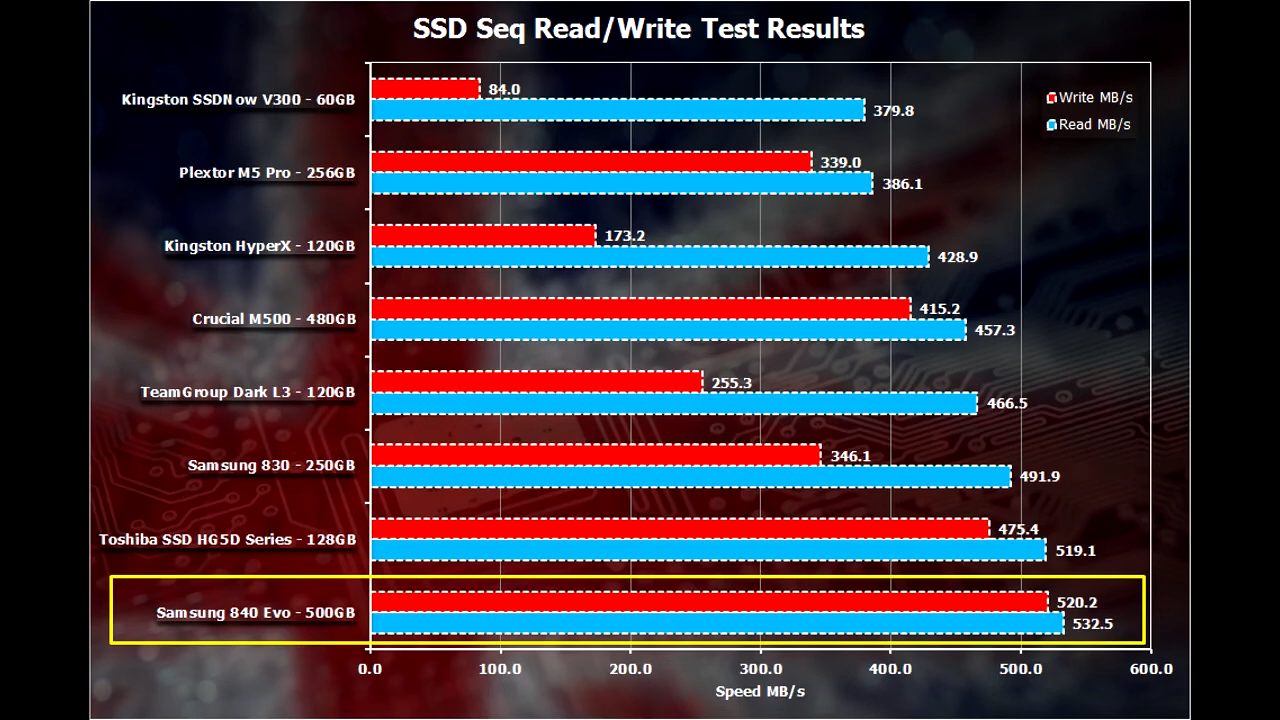 SSD Seq Read/Write Test Results
Write MB/s
Read MB/s
Kingston SSDNow V300 - 60GB
84.0
379.8
Plextor M5 Pro - 256GB
339.0
386.1
Kingston HyperX - 120GB
173.2
428.9
Crucial M500 - 480GB
415.2
457.3
TeamGroup Dark L3 - 120GB
255.3
466.5
Samsung 830 - 250GB
346.1
491.9
Toshiba SSD HG5D Series - 128GB
475.4
519.1
Samsung 840 Evo - 500GB
520.2
532.5
0.0 100.0 200.0 300.0 400.0 500.0 600.0
Speed MB/s